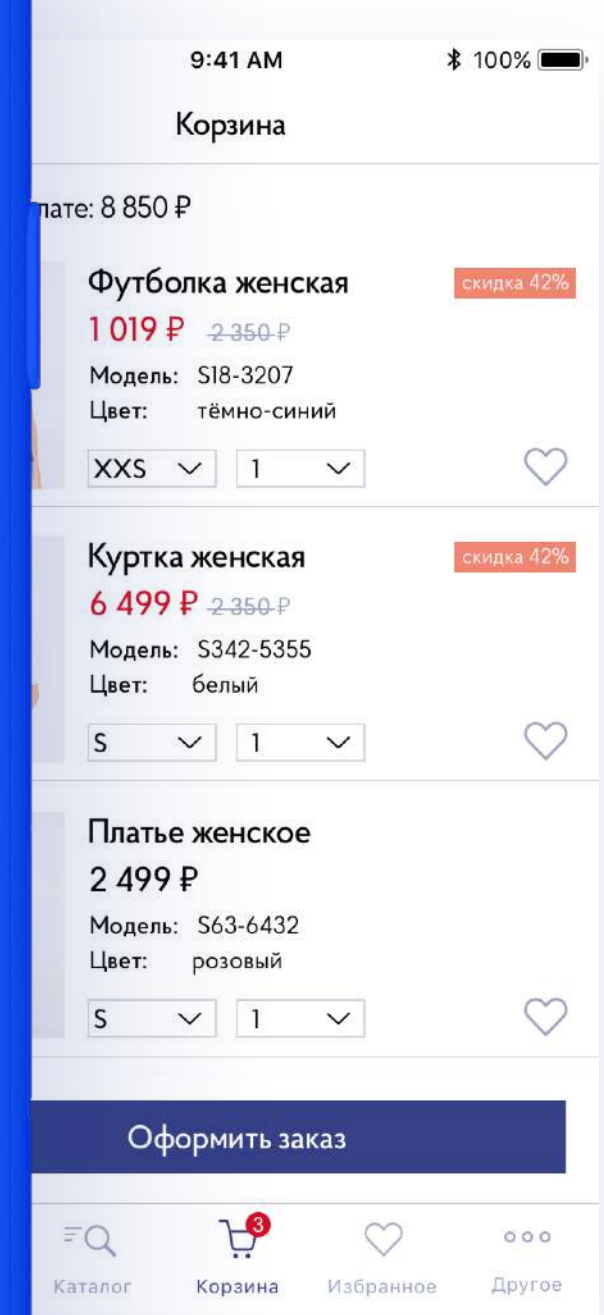 9:41 AM 100%
Корзина
лате: 8 850 ₽
Футболка женская скидка 42%
1 019 ₽ 2 350 ₽
Модель: S18-3207
Цвет: тёмно-синий
XXS 1
Куртка женская скидка 42%
6 499 ₽ 2 350 ₽
Модель: S342-5355
Цвет: белый
S 1
Платье женское
2 499 ₽
Модель: S63-6432
Цвет: розовый
S 1
Оформить заказ
3
Каталог Корзина Избранное Другое